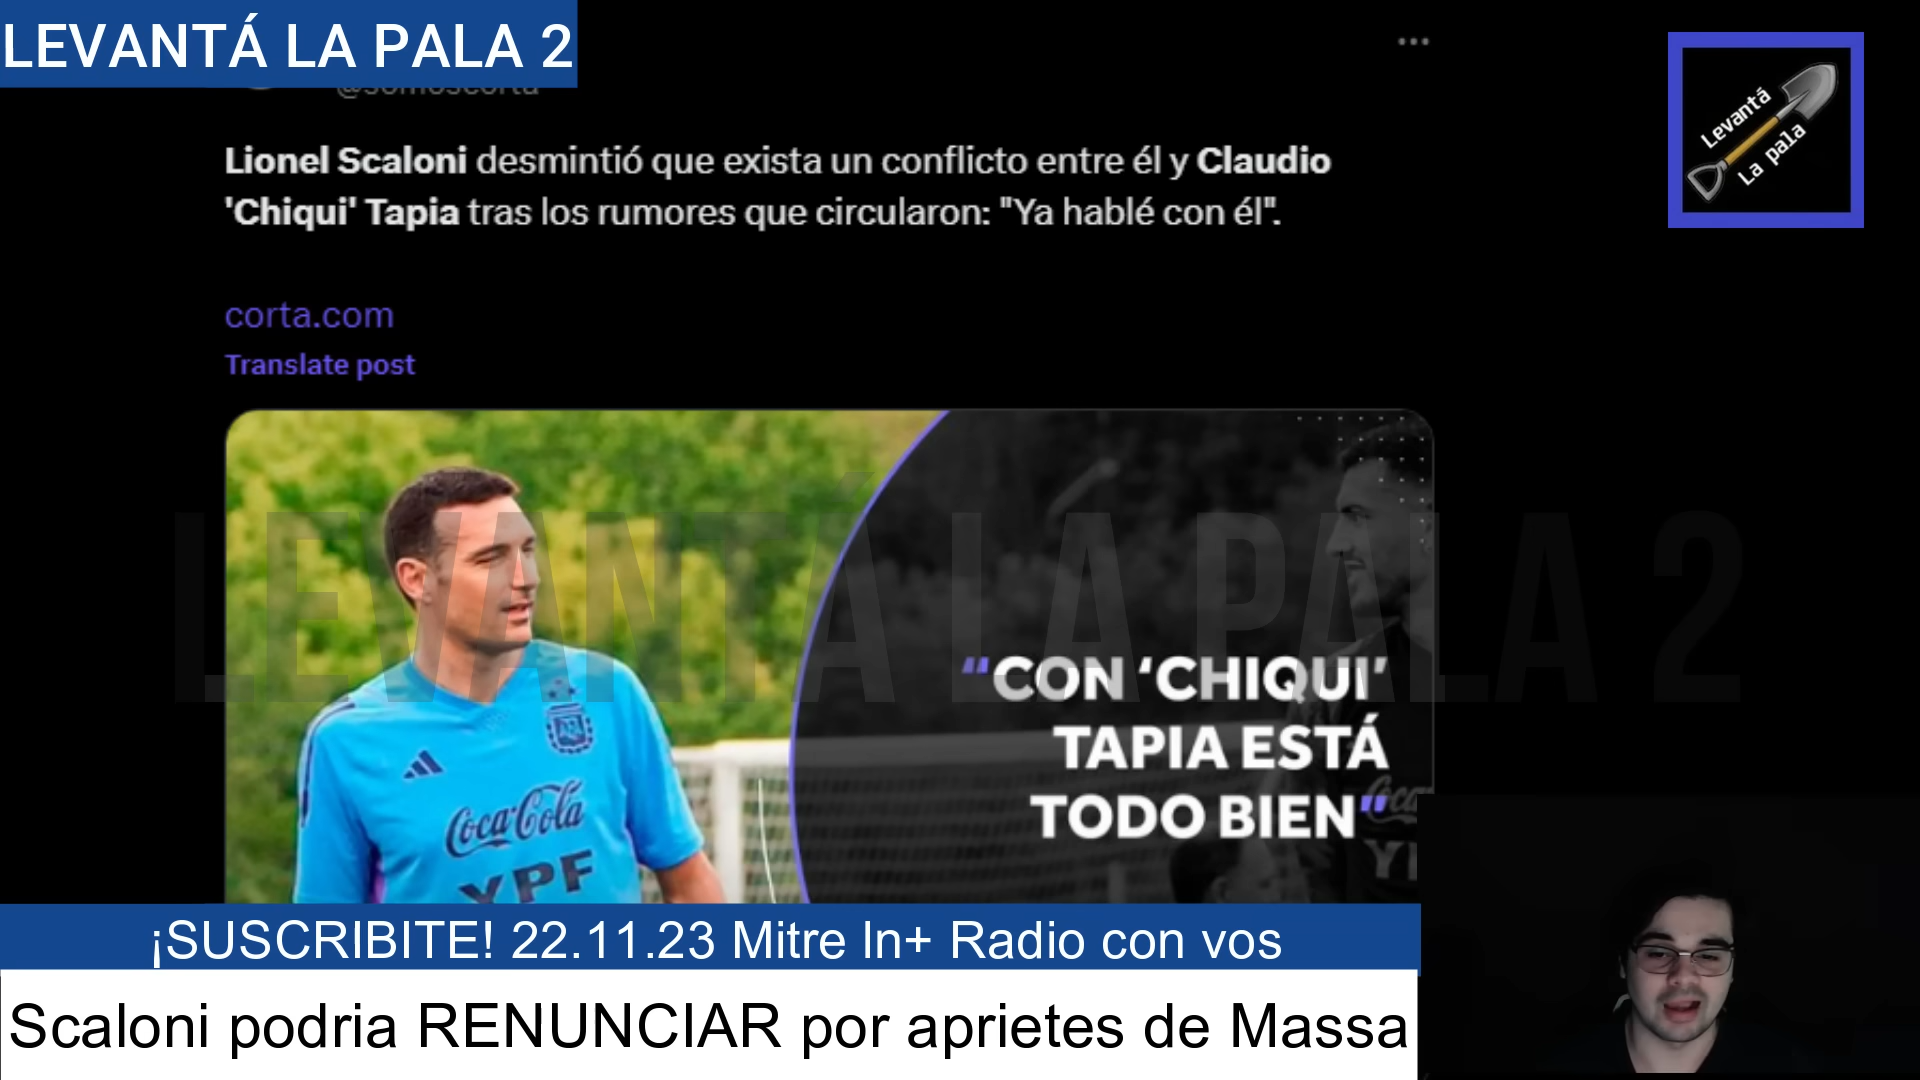 LEVANTÁ LA PALA 2
@somoscorta
Lionel Scaloni desmintió que exista un conflicto entre él y Claudio
'Chiqui' Tapia tras los rumores que circularon: "Ya hablé con él".
corta.com
Translate post
Levantá
La pala
LEVANTÁ LA PALA 2
"CON 'CHIQUI'
TAPIA ESTÁ
TODO BIEN"
Coca-Cola
YPF
¡SUSCRIBITE! 22.11.23 Mitre In+ Radio con vos
Scaloni podria RENUNCIAR por aprietes de Massa